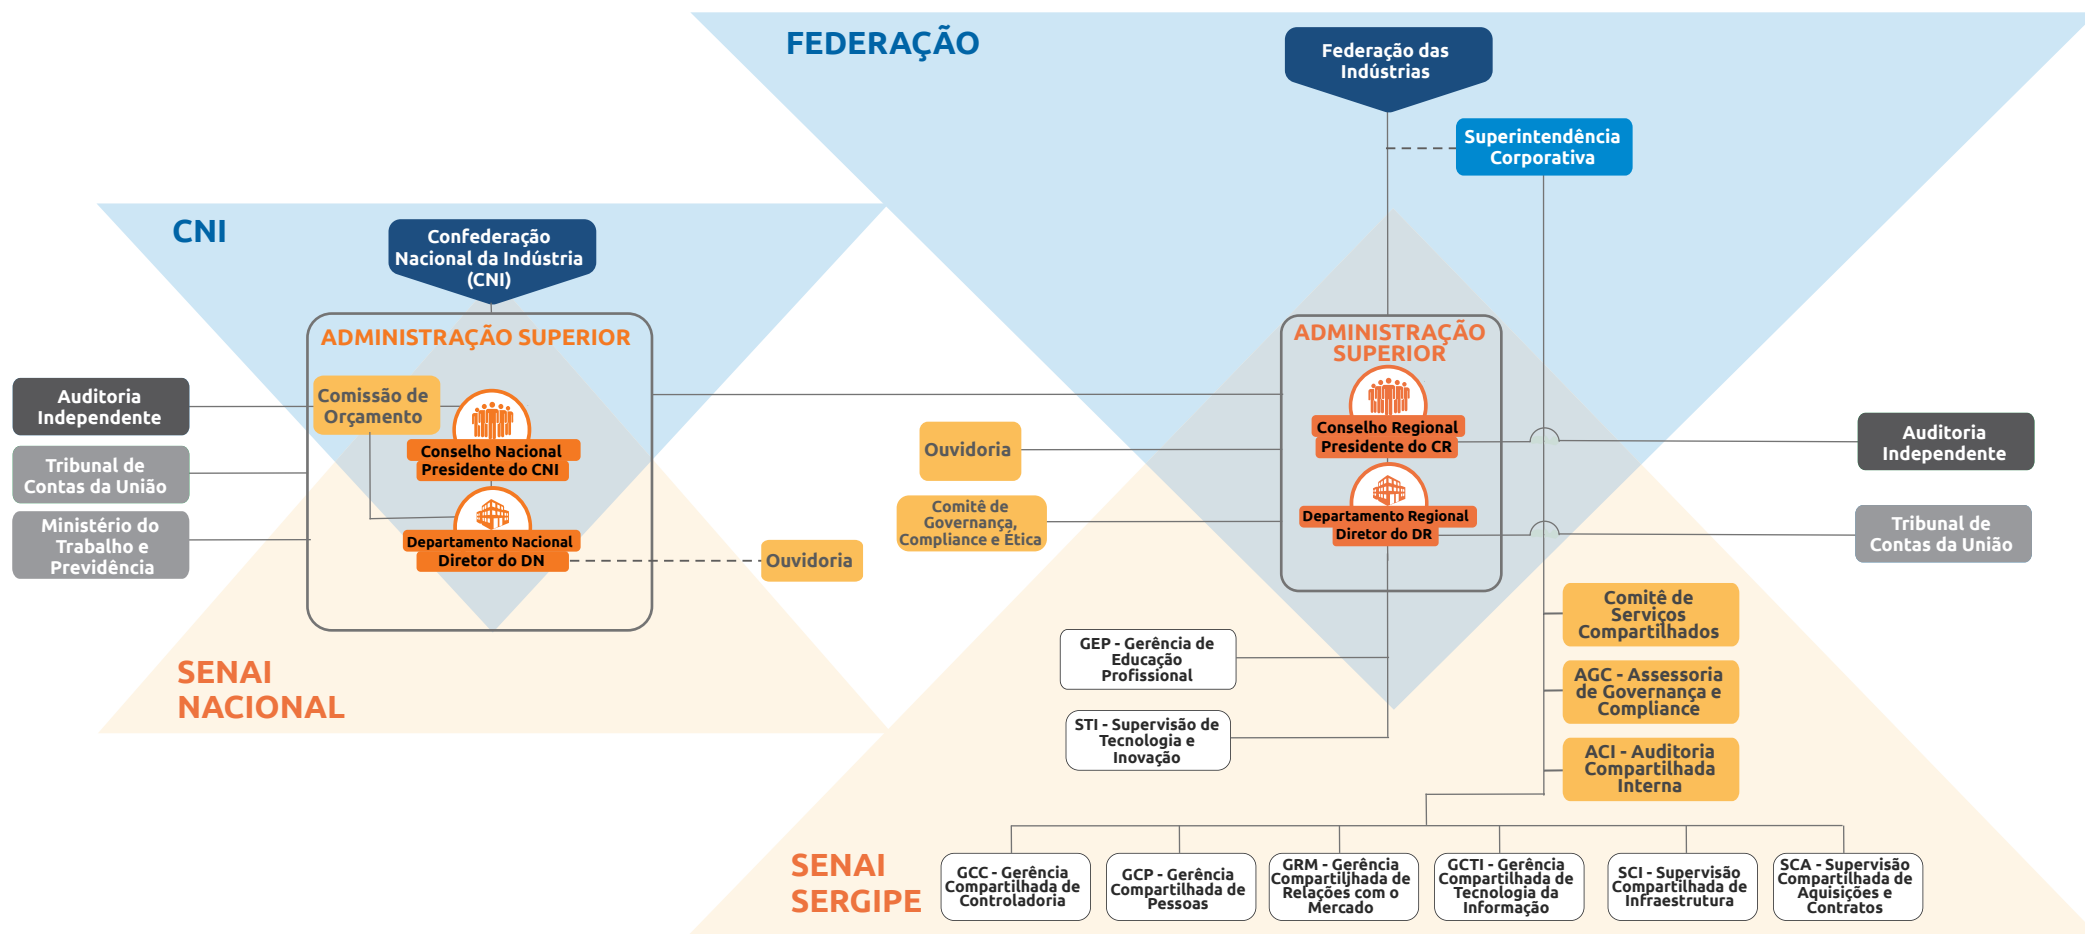 FEDERAÇÃO
Federação das
Indústrias
Superintendência
Corporativa
CNI
Confederação
Nacional da Indústria
(CNI)
ADMINISTRAÇÃO SUPERIOR
Auditoria
Independente
Comissão de
Orçamento
Conselho Nacional
Presidente do CNI
Tribunal de
Contas da União
Ministério do
Trabalho e
Previdência
Departamento Nacional
Diretor do DN
Ouvidoria
SENAI
NACIONAL
ADMINISTRAÇÃO
SUPERIOR
Conselho Regional
Presidente do CR
Ouvidoria
Auditoria
Independente
Comitê de
Governança,
Compliance e Ética
Departamento Regional
Diretor do DR
Tribunal de
Contas da União
Comitê de
Serviços
Compartilhados
GEP - Gerência de
Educação
Profissional
AGC - Assessoria
de Governança e
Compliance
STI - Supervisão de
Tecnologia e
Inovação
ACI - Auditoria
Compartilhada
Interna
SENAI
SERGIPE
GCC - Gerência
Compartilhada de
Controladoria
GCP - Gerência
Compartilhada de
Pessoas
GRM - Gerência
Compartiljhada de
Relações com o
Mercado
GCTI - Gerência
Compartilhada de
Tecnologia da
Informação
SCI - Supervisão
Compartilhada de
Infraestrutura
SCA - Supervisão
Compartilhada de
Aquisições e
Contratos